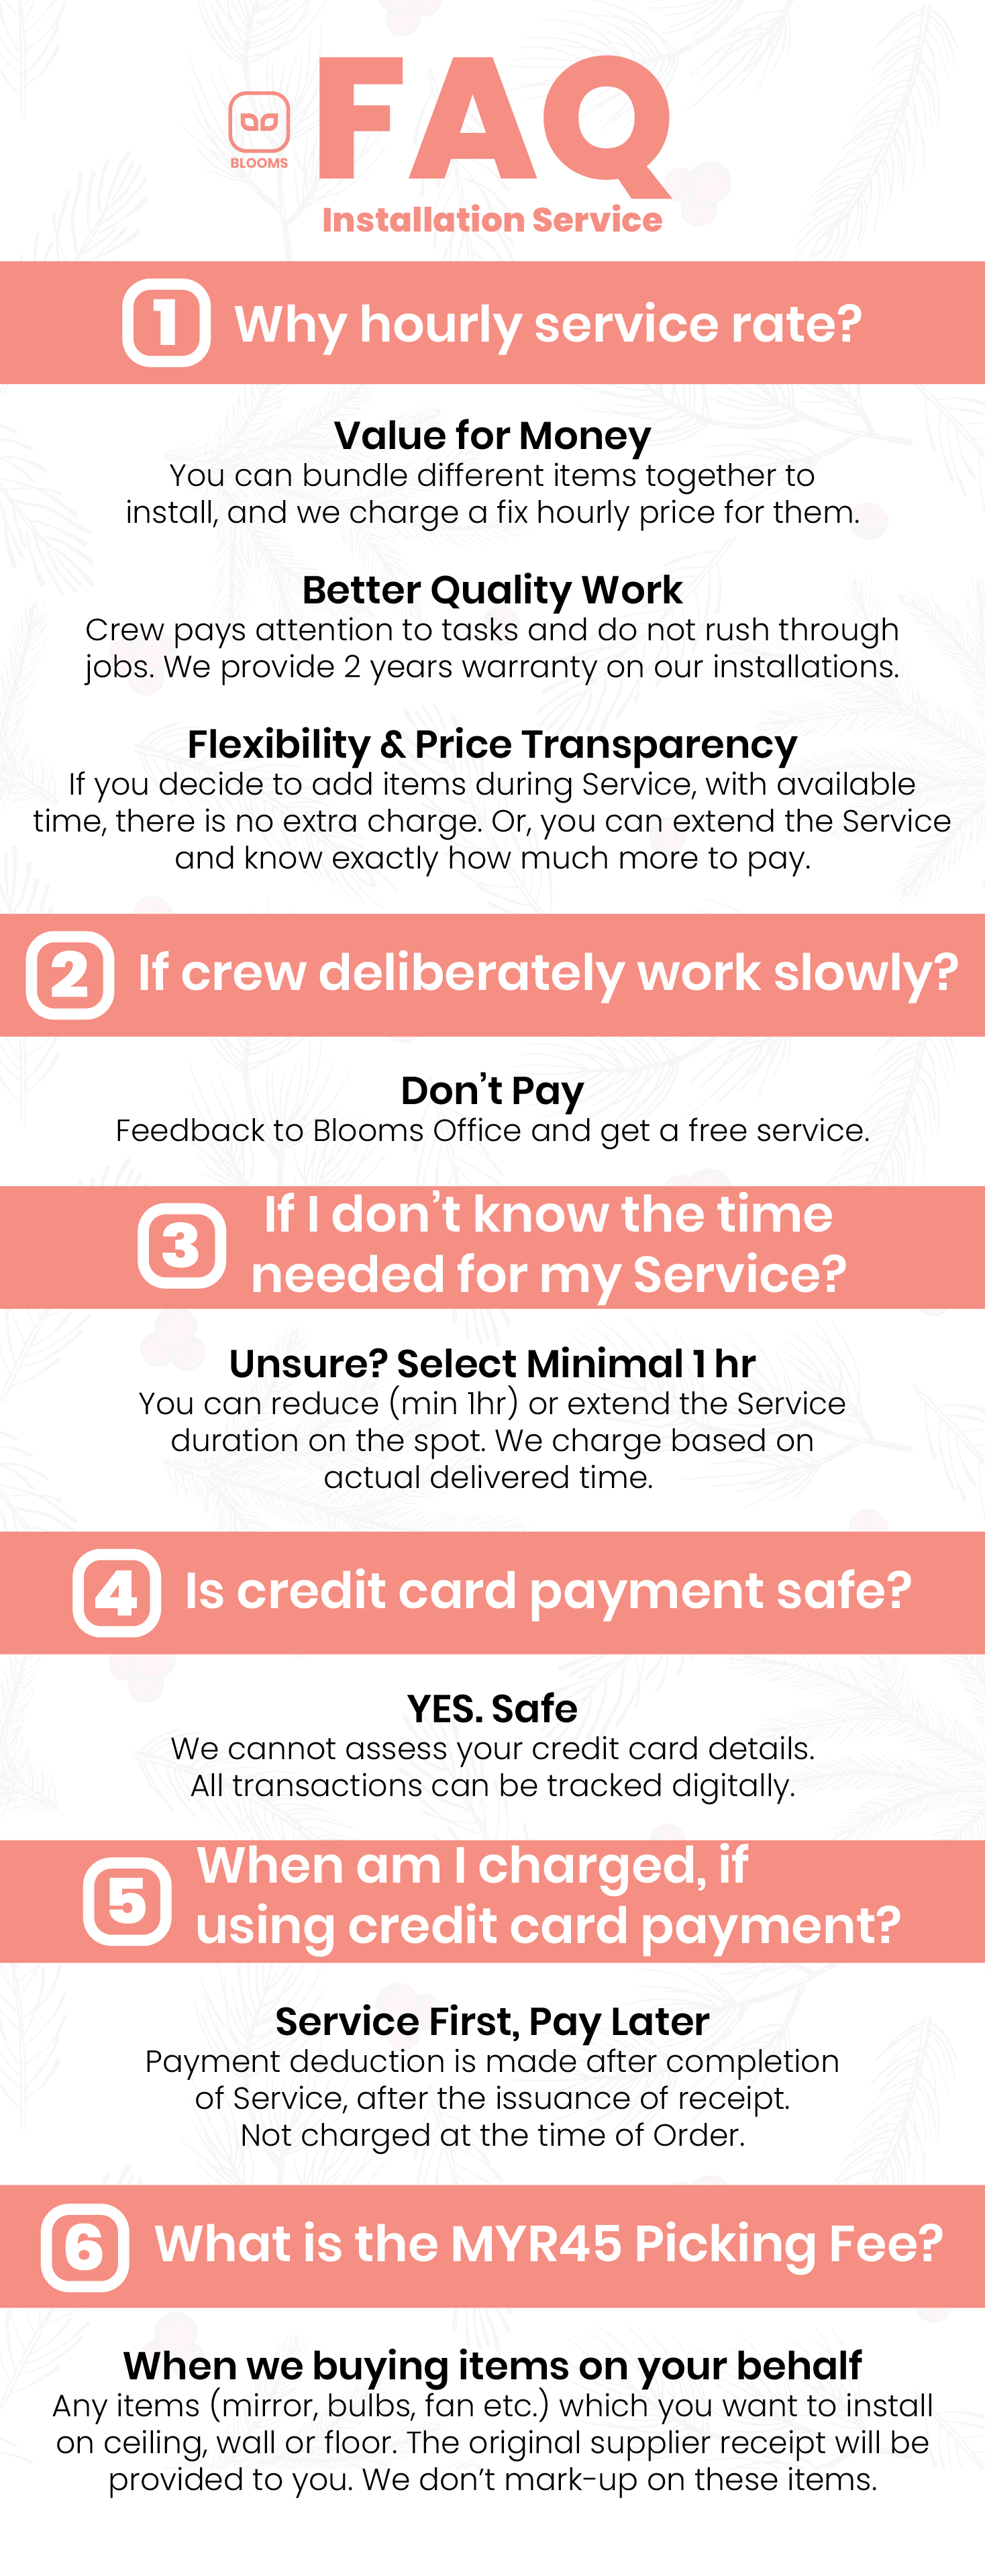 BLOOMS
FAQ
Installation Service
1 Why hourly service rate?
Value for Money
You can bundle different items together to
install, and we charge a fix hourly price for them.
Better Quality Work
Crew pays attention to tasks and do not rush through
jobs. We provide 2 years warranty on our installations.
Flexibility & Price Transparency
If you decide to add items during Service, with available
time, there is no extra charge. Or, you can extend the Service
and know exactly how much more to pay.
2 If crew deliberately work slowly?
Don’t Pay
Feedback to Blooms Office and get a free service.
3 If I don’t know the time
needed for my Service?
Unsure? Select Minimal 1 hr
You can reduce (min 1hr) or extend the Service
duration on the spot. We charge based on
actual delivered time.
4 Is credit card payment safe?
YES. Safe
We cannot assess your credit card details.
All transactions can be tracked digitally.
5 When am I charged, if
using credit card payment?
Service First, Pay Later
Payment deduction is made after completion
of Service, after the issuance of receipt.
Not charged at the time of Order.
6 What is the MYR45 Picking Fee?
When we buying items on your behalf
Any items (mirror, bulbs, fan etc.) which you want to install
on ceiling, wall or floor. The original supplier receipt will be
provided to you. We don’t mark-up on these items.